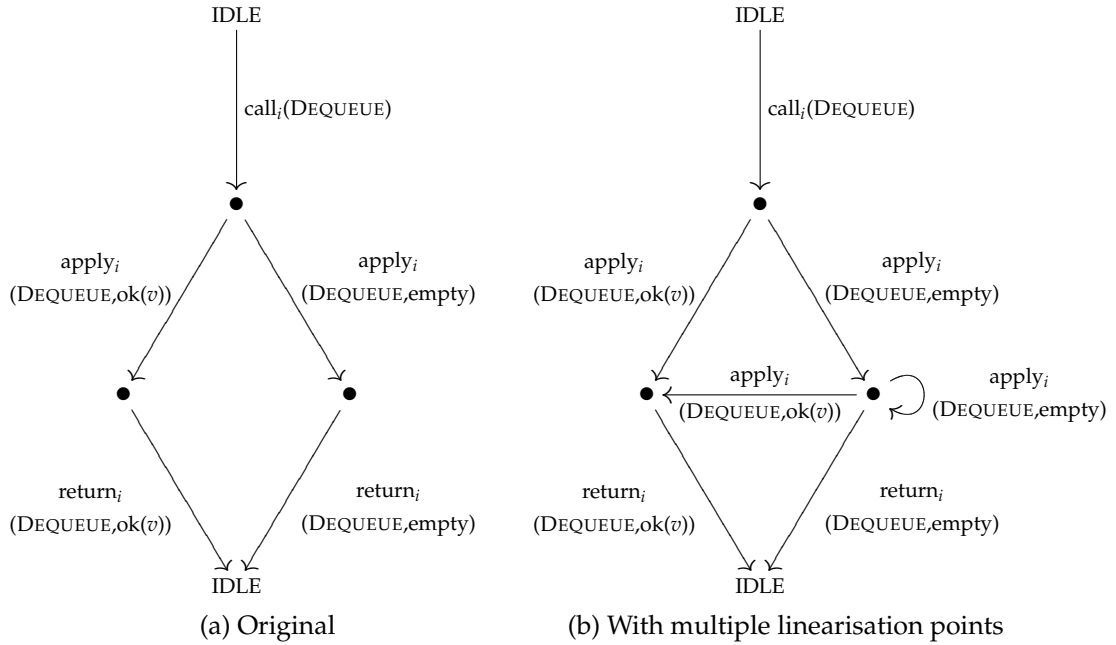 IDLE
call_i(DEQUEUE)
apply_i
(DEQUEUE,ok(v))
apply_i
(DEQUEUE,empty)
return_i
(DEQUEUE,ok(v))
return_i
(DEQUEUE,empty)
IDLE
(a) Original
IDLE
call_i(DEQUEUE)
apply_i
(DEQUEUE,ok(v))
apply_i
(DEQUEUE,empty)
apply_i
(DEQUEUE,ok(v))
apply_i
(DEQUEUE,empty)
return_i
(DEQUEUE,ok(v))
return_i
(DEQUEUE,empty)
IDLE
(b) With multiple linearisation points